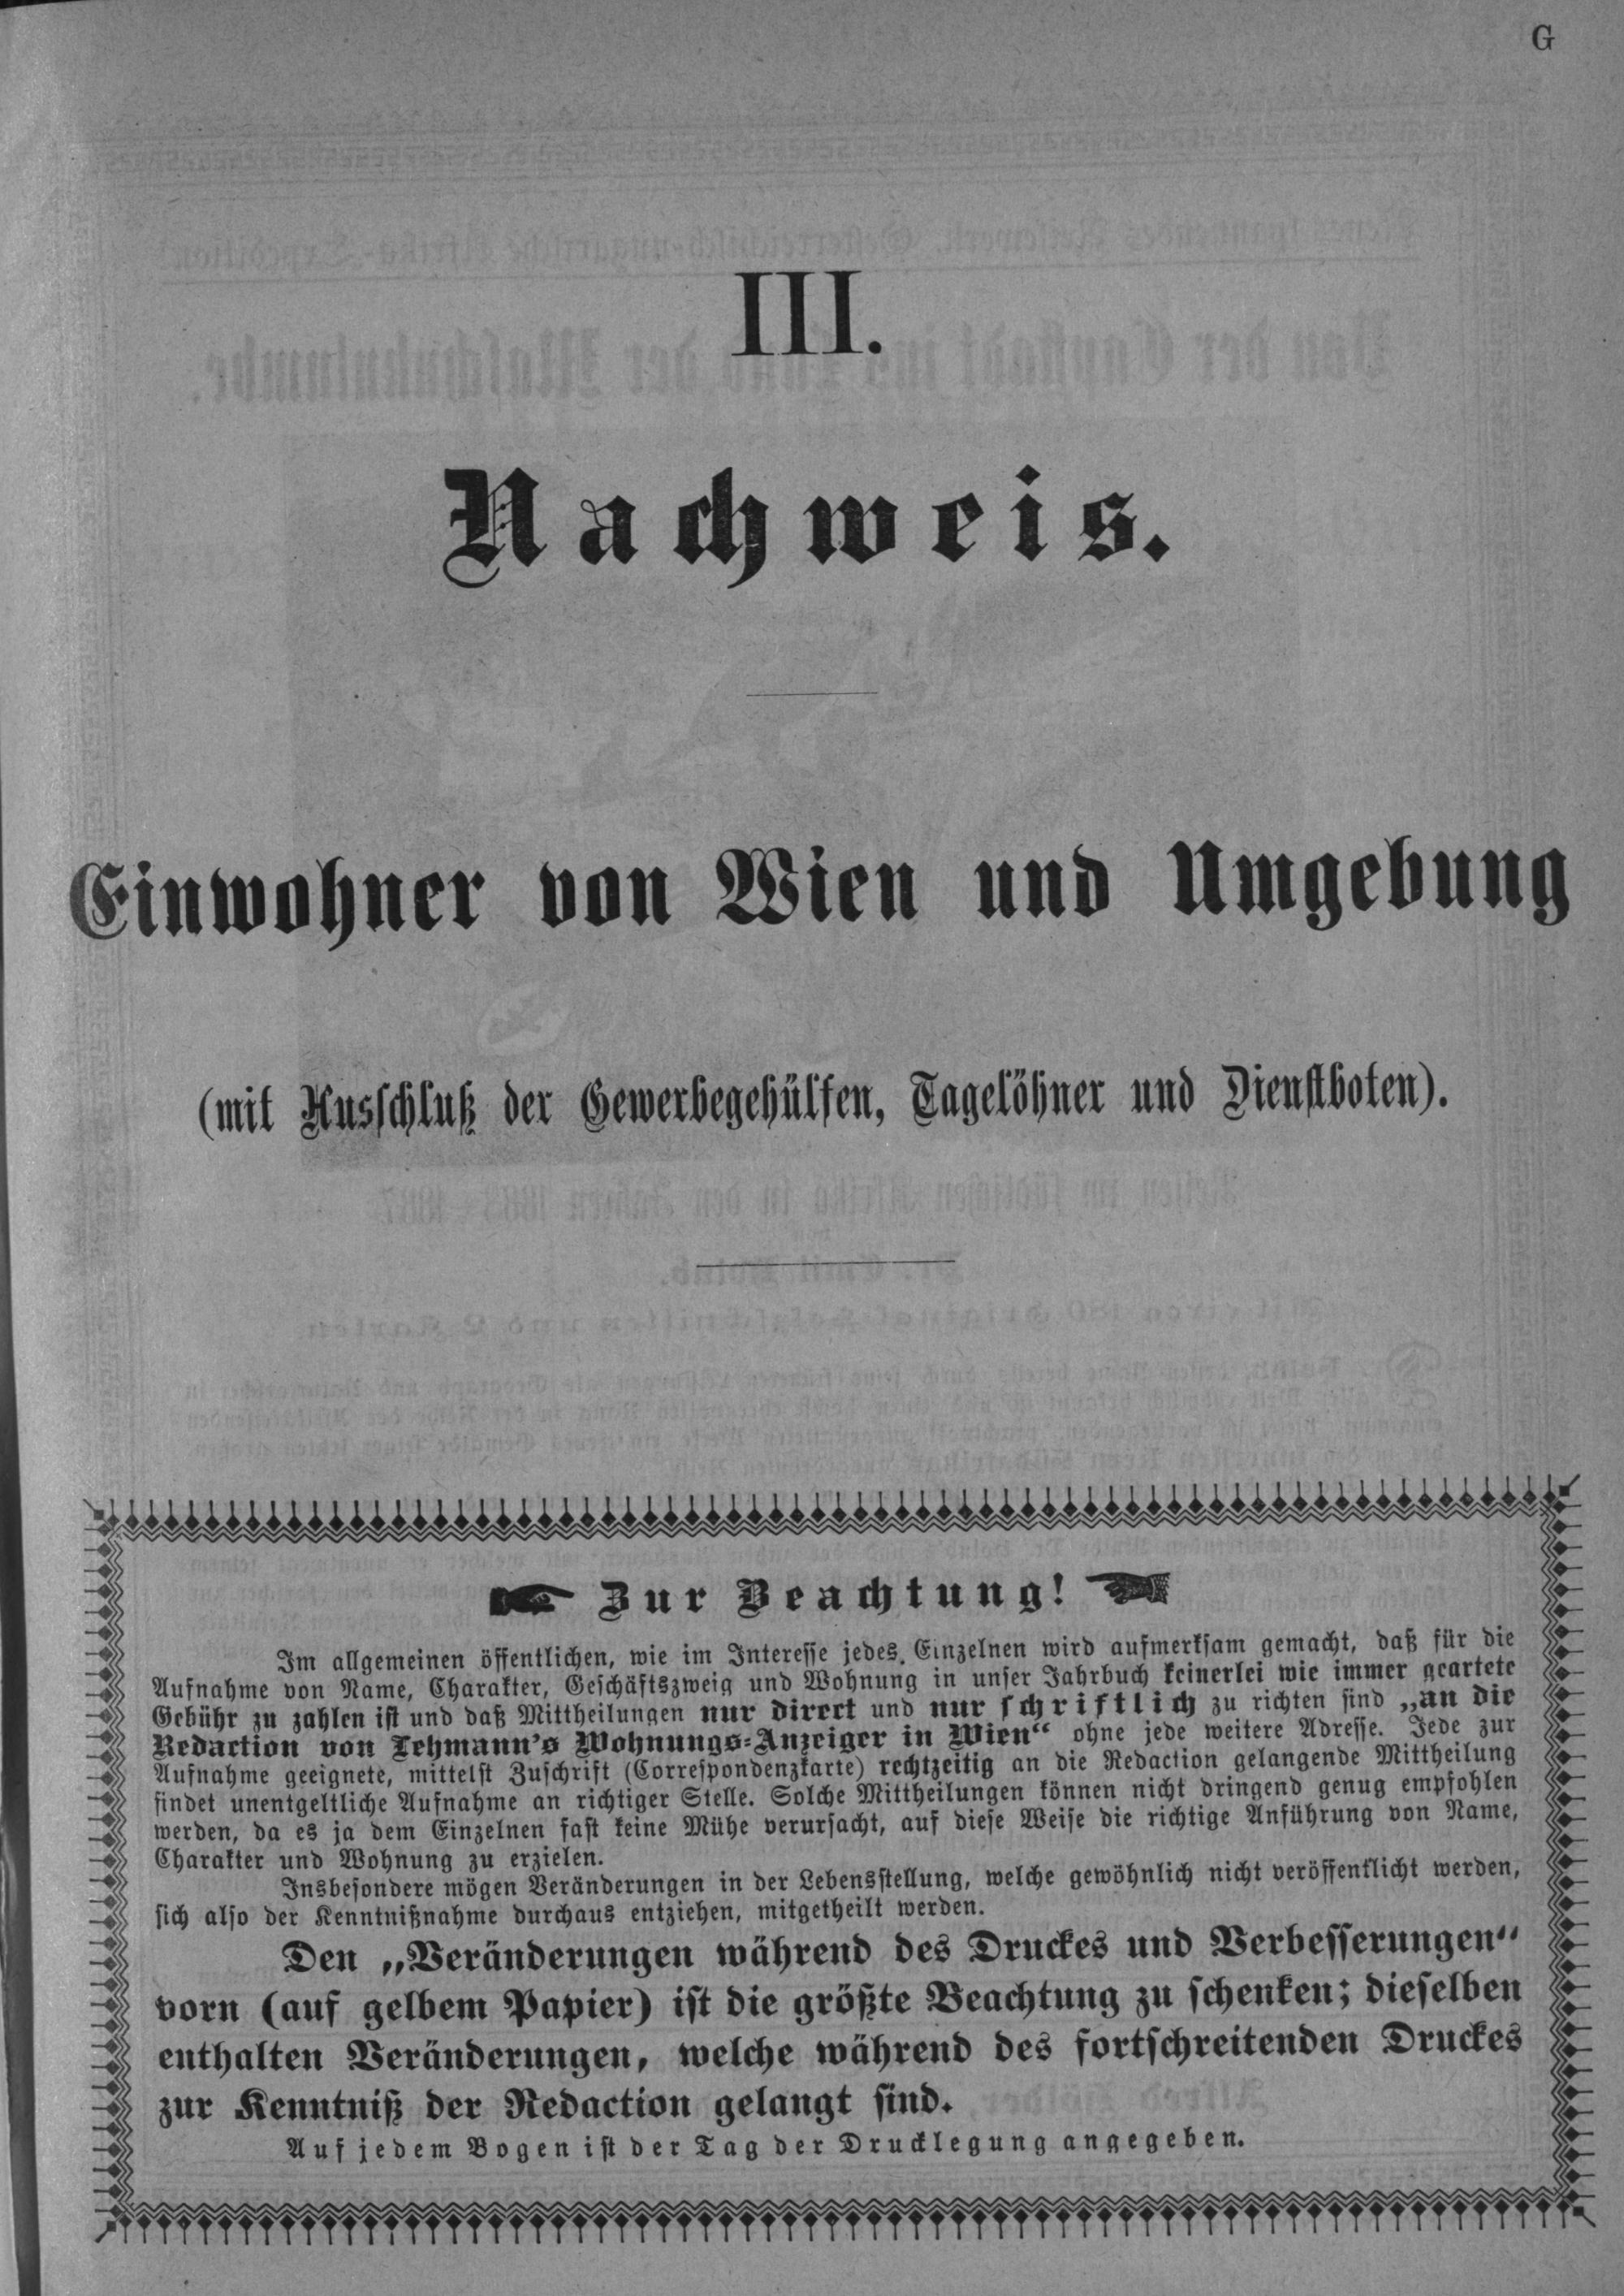 G
III.
Nachweis.
Einwohner von Wien und Umgebung
(mit Ausschluß der Gewerbegehülfen, Tagelöhner und Dienstboten).
Zur Beachtung!
Im allgemeinen öffentlichen, wie im Interesse jedes Einzelnen wird aufmerksam gemacht, daß für die
Aufnahme von Name, Charakter, Geschäftszweig und Wohnung in unser Jahrbuch keinerlei wie immer geartete
Gebühr zu zahlen ist und daß Mittheilungen nur direct und nur schriftlich zu richten sind „an die
Redaction von Lehmann's Wohnungs-Anzeiger in Wien“ ohne jede weitere Adresse. Jede zur
Aufnahme geeignete, mittelst Zuschrift (Correspondenzkarte) rechtzeitig an die Redaction gelangende Mittheilung
findet unentgeltliche Aufnahme an richtiger Stelle. Solche Mittheilungen können nicht dringend genug empfohlen
werden, da es ja dem Einzelnen fast keine Mühe verursacht, auf diese Weise die richtige Anführung von Name,
Charakter und Wohnung zu erzielen.
Insbesondere mögen Veränderungen in der Lebensstellung, welche gewöhnlich nicht veröffentlicht werden,
sich also der Kenntnißnahme durchaus entziehen, mitgetheilt werden.
Den „Veränderungen während des Druckes und Verbesserungen“
vorn (auf gelbem Papier) ist die größte Beachtung zu schenken; dieselben
enthalten Veränderungen, welche während des fortschreitenden Druckes
zur Kenntniß der Redaction gelangt sind.
Auf jedem Bogen ist der Tag der Drucklegung angegeben.